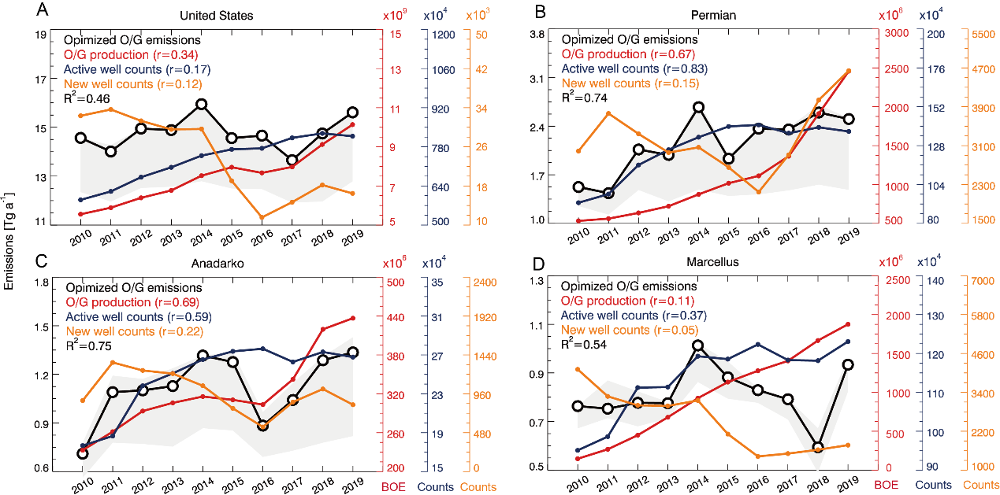 A
United States
x10⁹
x10⁴
x10³
Opimized O/G emissions
O/G production (r=0.34)
Active well counts (r=0.17)
New well counts (r=0.12)
R²=0.46
19
17
15
13
11
15
13
11
9
7
5
1200
1060
920
780
640
500
50
42
34
26
18
10
2010 2011 2012 2013 2014 2015 2016 2017 2018 2019
B
Permian
x10⁶
x10⁴
Opimized O/G emissions
O/G production (r=0.67)
Active well counts (r=0.83)
New well counts (r=0.15)
R²=0.74
3.8
3.1
2.4
1.7
1.0
3000
2500
2000
1500
1000
500
200
176
152
128
104
80
5500
4700
3900
3100
2300
1500
2010 2011 2012 2013 2014 2015 2016 2017 2018 2019
Emissions [Tg a⁻¹]
C
Anadarko
x10⁶
x10⁴
Opimized O/G emissions
O/G production (r=0.69)
Active well counts (r=0.59)
New well counts (r=0.22)
R²=0.75
1.8
1.5
1.2
0.9
0.6
500
440
380
320
260
200
35
31
27
23
19
15
2400
1920
1440
960
480
0
2010 2011 2012 2013 2014 2015 2016 2017 2018 2019
BOE Counts Counts
D
Marcellus
x10⁶
x10⁴
Opimized O/G emissions
O/G production (r=0.11)
Active well counts (r=0.37)
New well counts (r=0.05)
R²=0.54
1.3
1.1
0.9
0.7
0.5
2500
2000
1500
1000
500
0
140
130
120
110
100
90
7000
5800
4600
3400
2200
1000
2010 2011 2012 2013 2014 2015 2016 2017 2018 2019
BOE Counts Counts